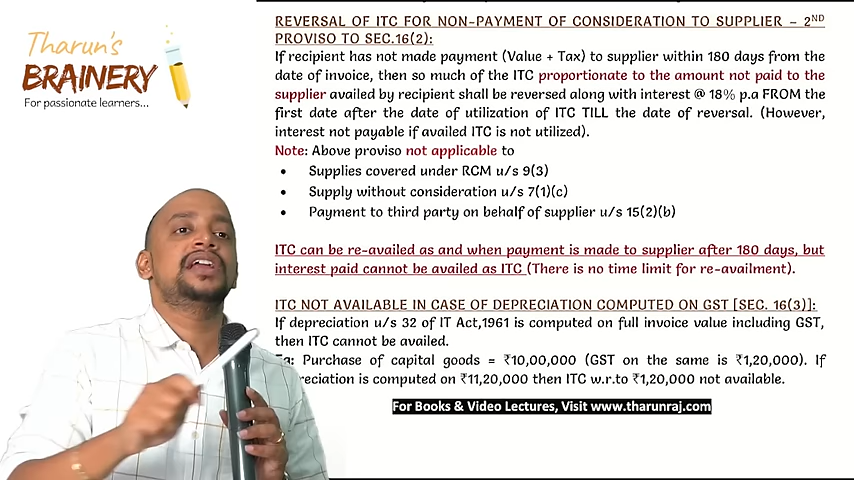 Tharun's
BRAINERY
For passionate learners...
REVERSAL OF ITC FOR NON-PAYMENT OF CONSIDERATION TO SUPPLIER – 2ND
PROVISO TO SEC.16(2):
If recipient has not made payment (Value + Tax) to supplier within 180 days from the
date of invoice, then so much of the ITC proportionate to the amount not paid to the
supplier availed by recipient shall be reversed along with interest @ 18% p.a FROM the
first date after the date of utilization of ITC TILL the date of reversal. (However,
interest not payable if availed ITC is not utilized).
Note: Above proviso not applicable to
• Supplies covered under RCM u/s 9(3)
• Supply without consideration u/s 7(1)(c)
• Payment to third party on behalf of supplier u/s 15(2)(b)
ITC can be re-availed as and when payment is made to supplier after 180 days, but
interest paid cannot be availed as ITC (There is no time limit for re-availment).
ITC NOT AVAILABLE IN CASE OF DEPRECIATION COMPUTED ON GST [SEC. 16(3)]:
If depreciation u/s 32 of IT Act,1961 is computed on full invoice value including GST,
then ITC cannot be availed.
Purchase of capital goods = ₹10,00,000 (GST on the same is ₹1,20,000). If
is computed on ₹11,20,000 then ITC w.r.to ₹1,20,000 not available.
For Books & Video Lectures, Visit www.tharunraj.com